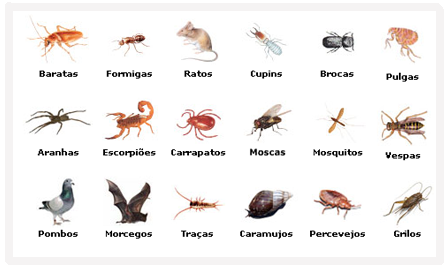 Baratas Formigas Ratos Cupins Brocas Pulgas
Aranhas Escorpiões Carrapatos Moscas Mosquitos Vespas
Pombos Morcegos Traças Caramujos Percevejos Grilos